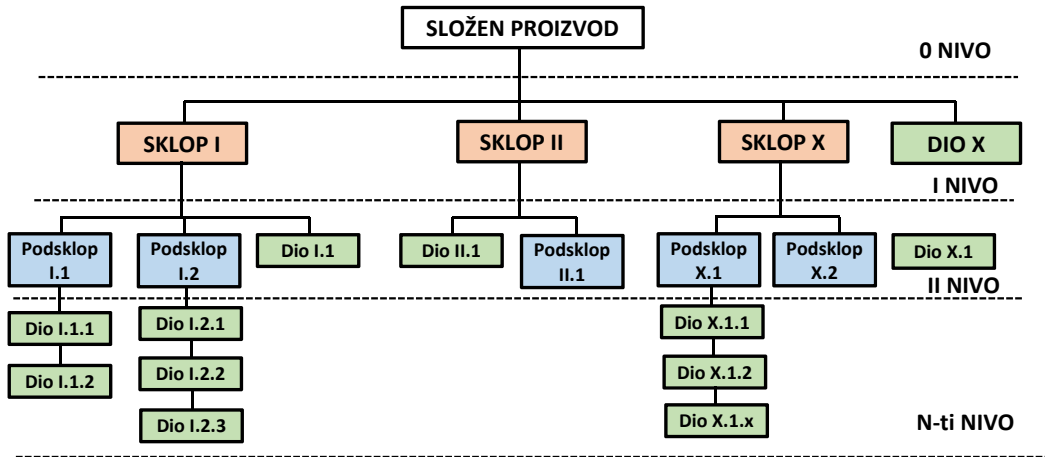 SLOŽEN PROIZVOD
0 NIVO
SKLOP I
SKLOP II
SKLOP X
DIO X
I NIVO
Podsklop
I.1
Podsklop
I.2
Dio I.1
Dio II.1
Podsklop
II.1
Podsklop
X.1
Podsklop
X.2
Dio X.1
II NIVO
Dio I.1.1
Dio I.2.1
Dio X.1.1
Dio I.1.2
Dio I.2.2
Dio X.1.2
Dio I.2.3
Dio X.1.x
N-ti NIVO